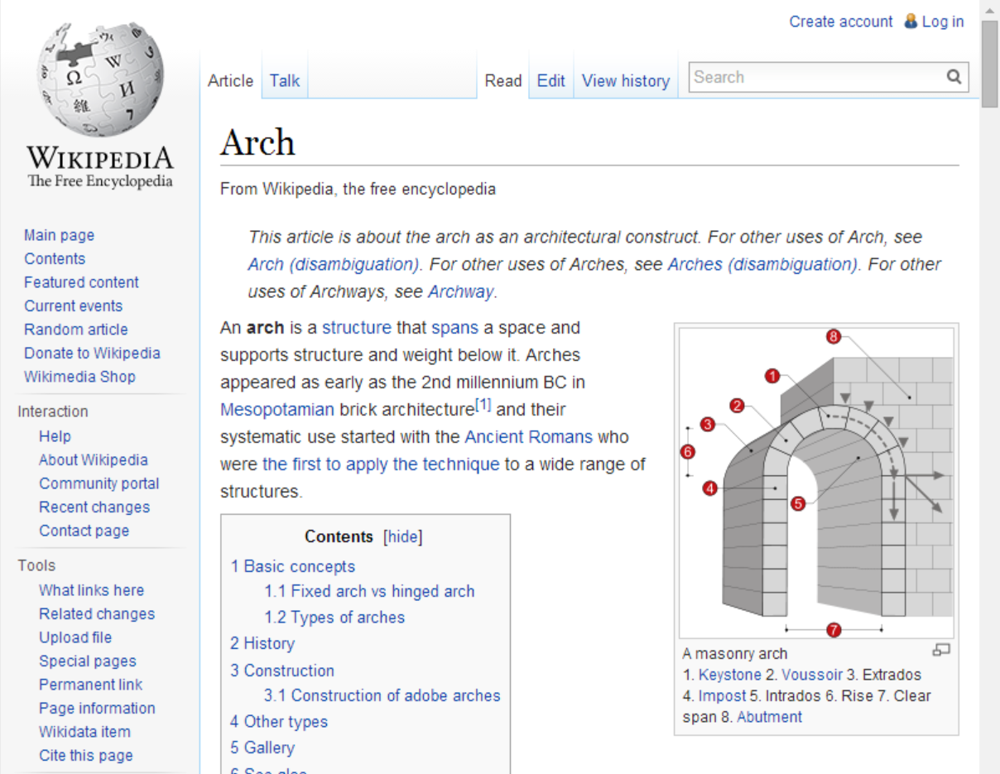 Create account Log in
Article Talk Read Edit View history Search
WIKIPEDIA
The Free Encyclopedia
Main page
Contents
Featured content
Current events
Random article
Donate to Wikipedia
Wikimedia Shop
Interaction
Help
About Wikipedia
Community portal
Recent changes
Contact page
Tools
What links here
Related changes
Upload file
Special pages
Permanent link
Page information
Wikidata item
Cite this page
Arch
From Wikipedia, the free encyclopedia
This article is about the arch as an architectural construct. For other uses of Arch, see
Arch (disambiguation). For other uses of Arches, see Arches (disambiguation). For other
uses of Archways, see Archway.
An arch is a structure that spans a space and
supports structure and weight below it. Arches
appeared as early as the 2nd millennium BC in
Mesopotamian brick architecture[1] and their
systematic use started with the Ancient Romans who
were the first to apply the technique to a wide range of
structures.
Contents [hide]
1 Basic concepts
1.1 Fixed arch vs hinged arch
1.2 Types of arches
2 History
3 Construction
3.1 Construction of adobe arches
4 Other types
5 Gallery
6 See also
8
1
2
3
6
4
5
7
A masonry arch
1. Keystone 2. Voussoir 3. Extrados
4. Impost 5. Intrados 6. Rise 7. Clear
span 8. Abutment